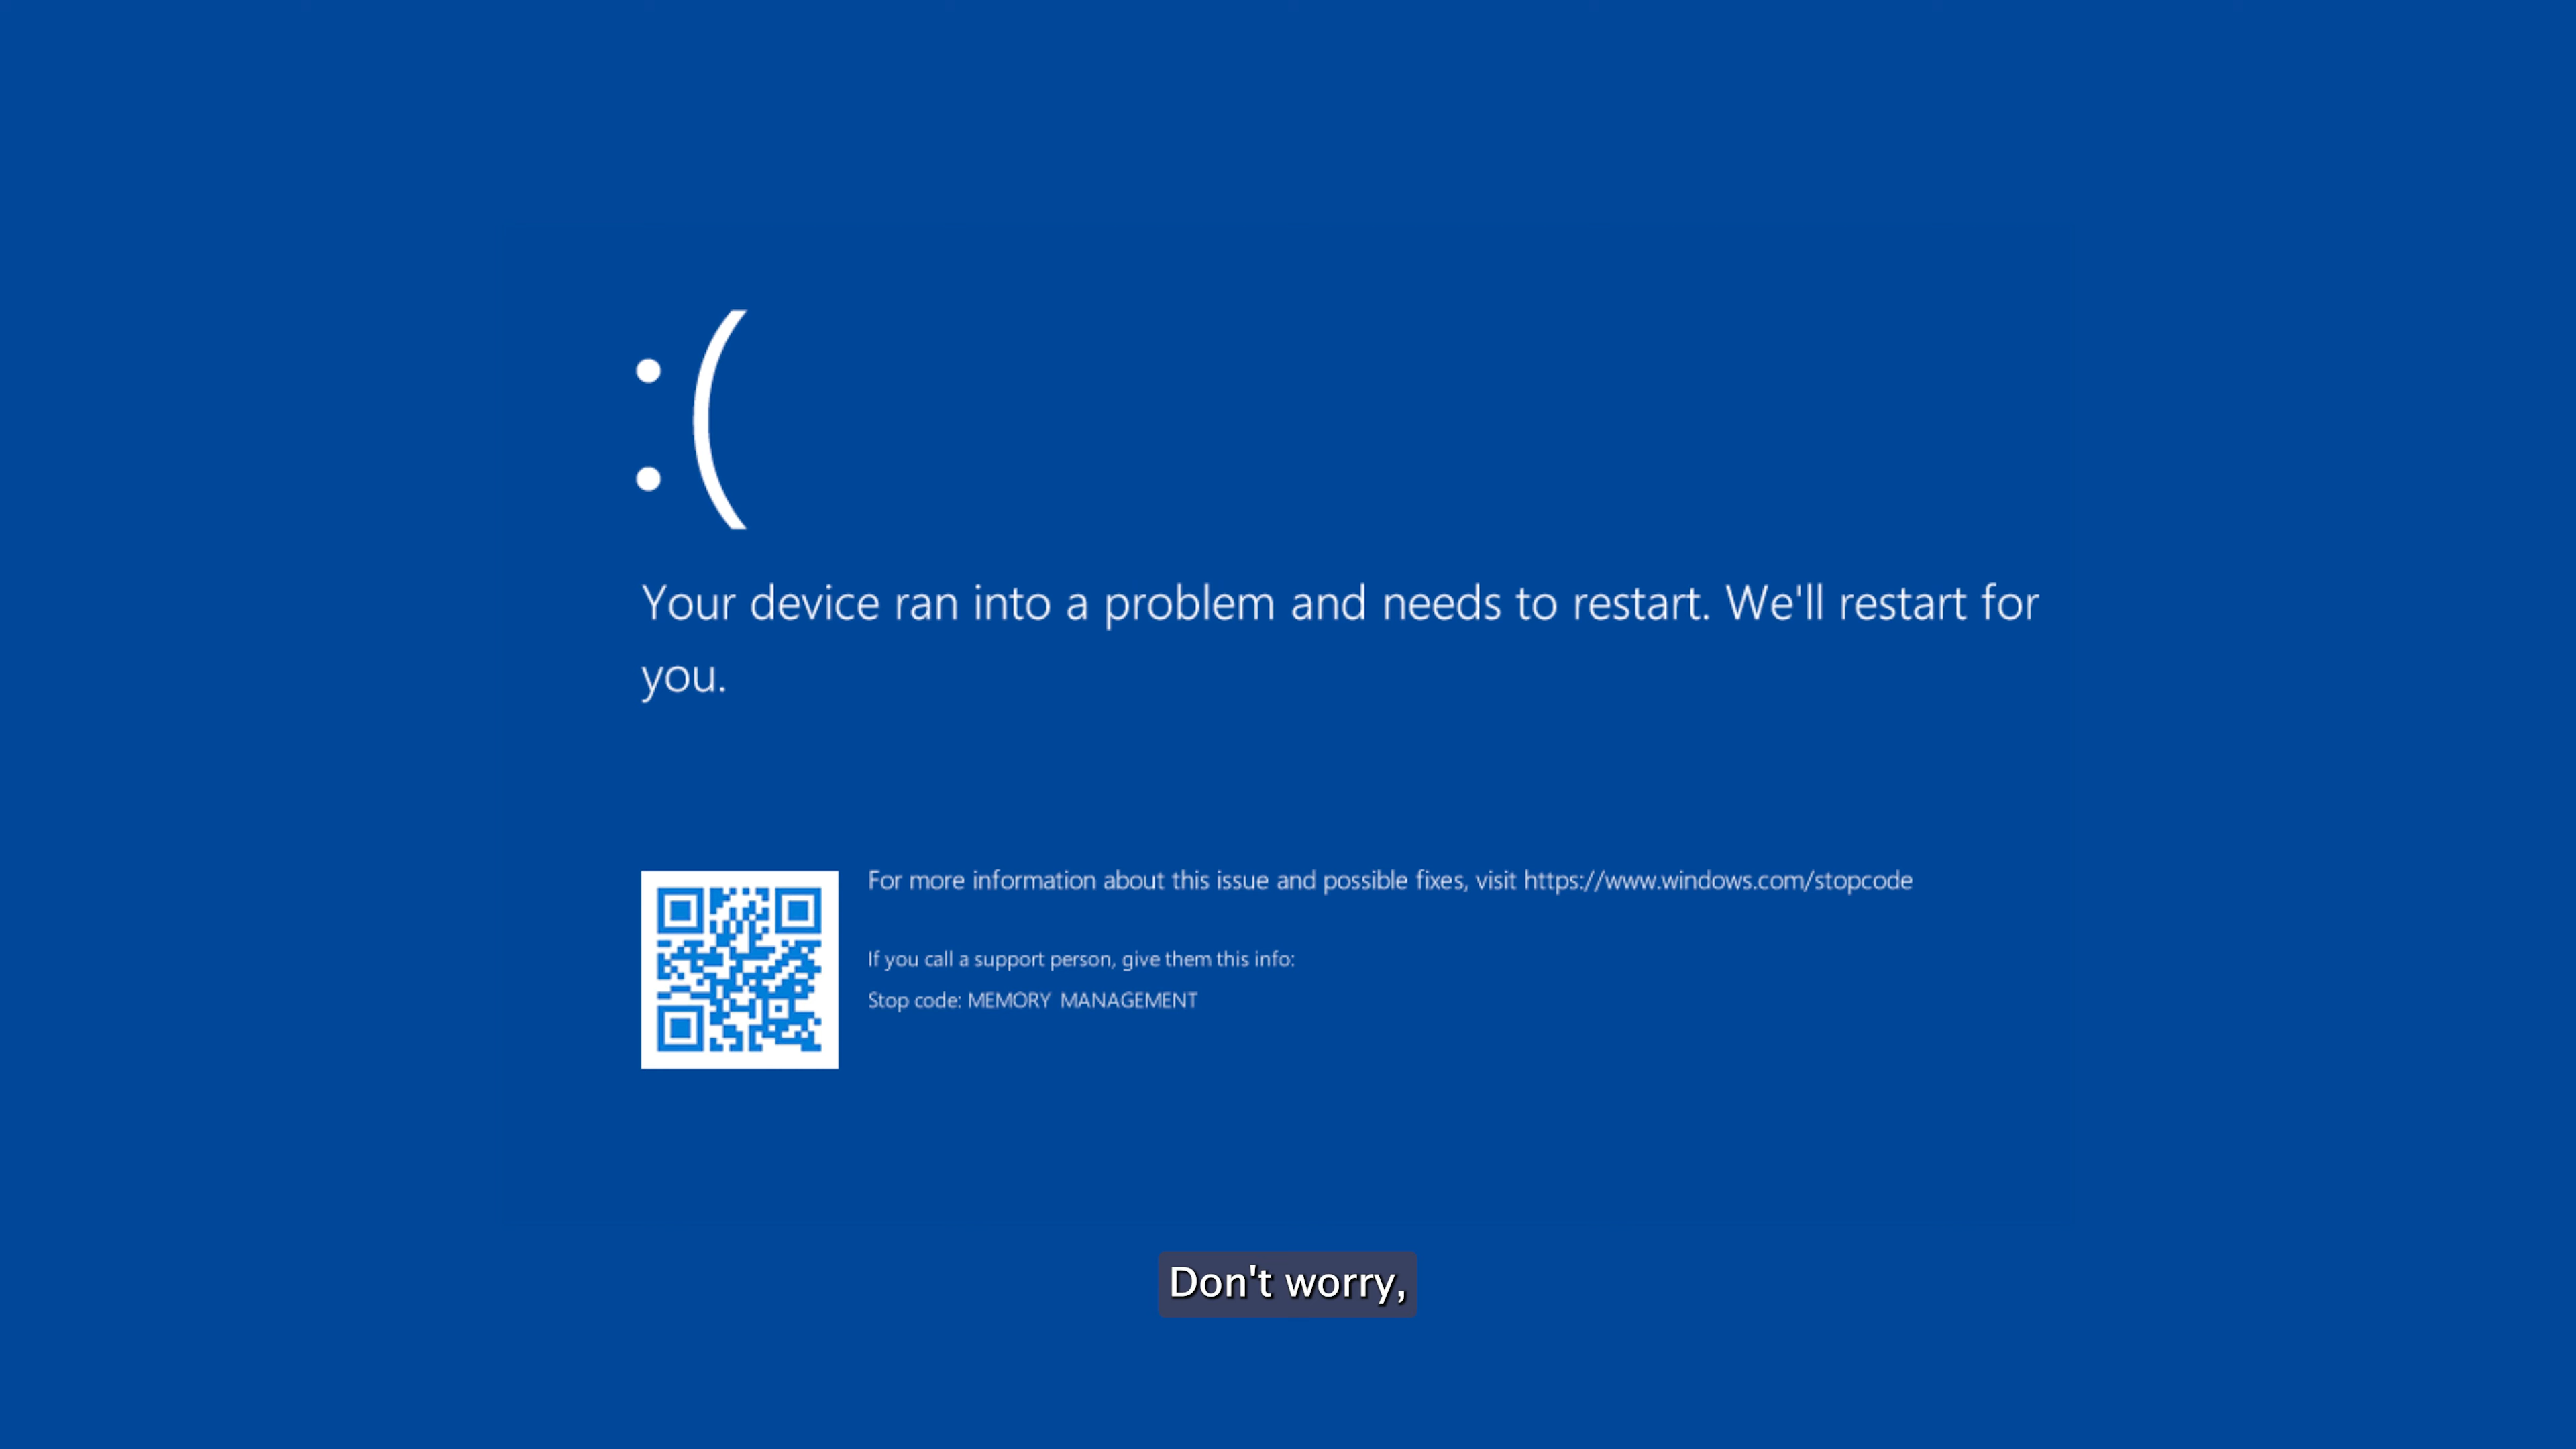 :(
Your device ran into a problem and needs to restart. We'll restart for
you.
For more information about this issue and possible fixes, visit https://www.windows.com/stopcode
If you call a support person, give them this info:
Stop code: MEMORY MANAGEMENT
Don't worry,